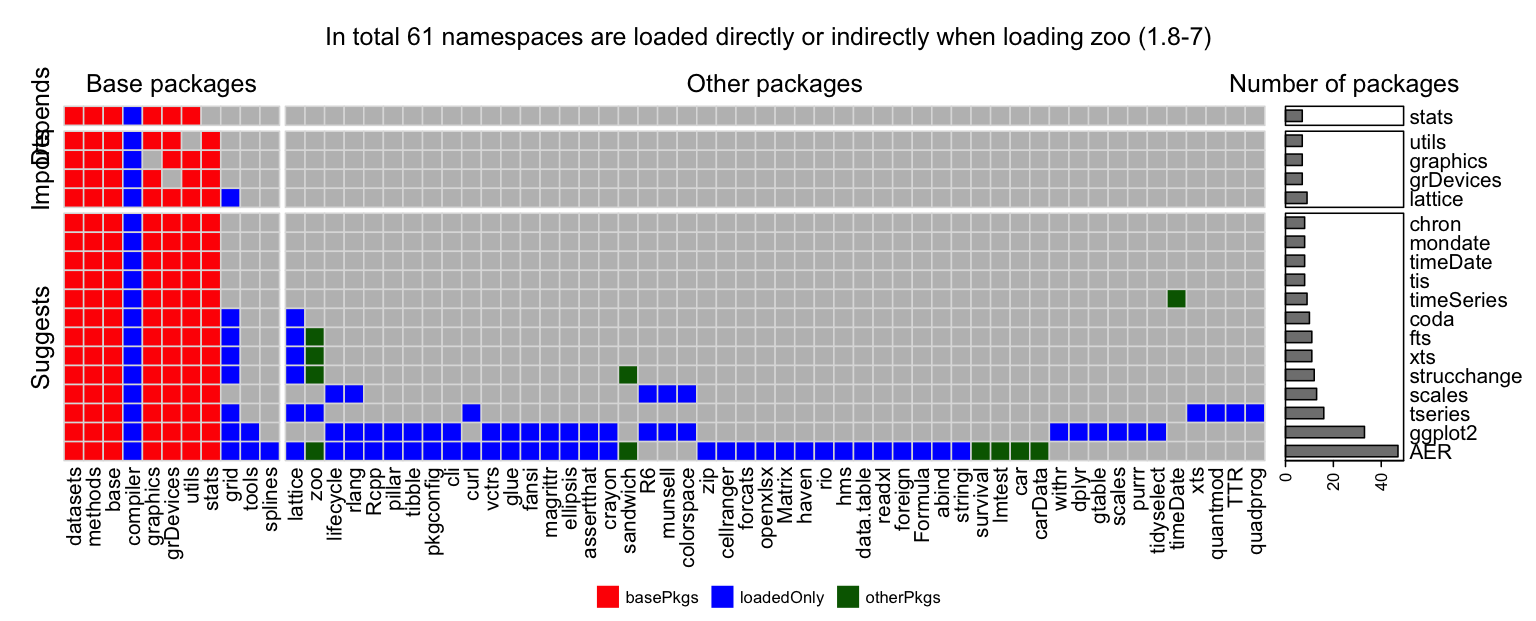 In total 61 namespaces are loaded directly or indirectly when loading zoo (1.8-7)
Base packages
Other packages
Number of packages
Depends
Imports
Suggests
stats
utils
graphics
grDevices
lattice
chron
mondate
timeDate
tis
timeSeries
coda
fts
xts
strucchange
scales
tseries
ggplot2
AER
0
20
40
datasets
methods
base
compiler
graphics
grDevices
utils
stats
grid
tools
splines
lattice
zoo
lifecycle
rlang
Rcpp
pillar
tibble
pkgconfig
cli
curl
vctrs
glue
fansi
magrittr
ellipsis
assertthat
crayon
sandwich
R6
munsell
colorspace
zip
cellranger
forcats
openxlsx
Matrix
haven
rio
hms
data.table
readxl
foreign
Formula
abind
stringi
survival
lmtest
car
carData
withr
dplyr
gtable
scales
purrr
tidyselect
timeDate
xts
quantmod
TTR
quadprog
basePkgs
loadedOnly
otherPkgs